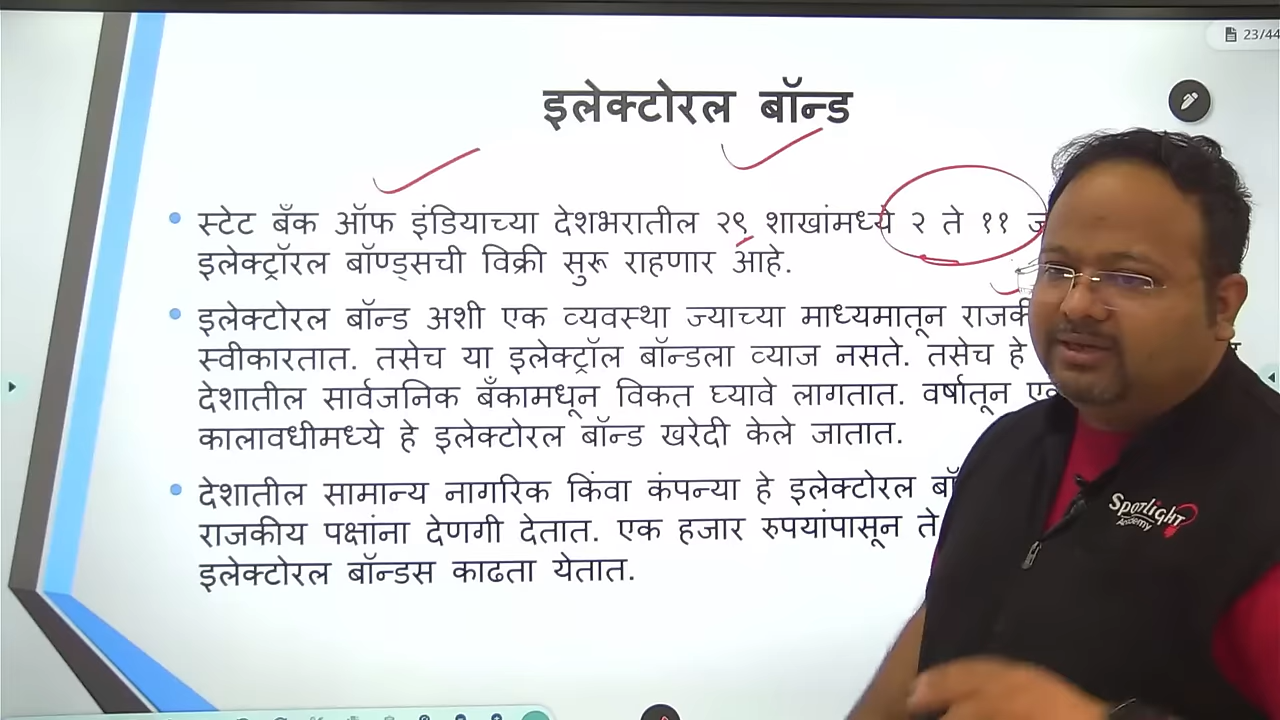 23/44
इलेक्टोरल बॉन्ड
स्टेट बँक ऑफ इंडियाच्या देशभरातील २९ शाखांमध्ये २ ते ११
इलेक्ट्रॉरल बॉण्ड्सची विक्री सुरू राहणार आहे.
इलेक्टोरल बॉन्ड अशी एक व्यवस्था ज्याच्या माध्यमातून
स्वीकारतात. तसेच या इलेक्ट्रॉल बॉन्डला व्याज नसते. तसेच हे
देशातील सार्वजनिक बँकामधून विकत घ्यावे लागतात. वर्षातून
कालावधीमध्ये हे इलेक्टोरल बॉन्ड खरेदी केले जातात.
देशातील सामान्य नागरिक किंवा कंपन्या हे इलेक्टोरल
राजकीय पक्षांना देणगी देतात. एक हजार रुपयांपासून ते
इलेक्टोरल बॉन्डस काढता येतात.
Spotlight
Academy